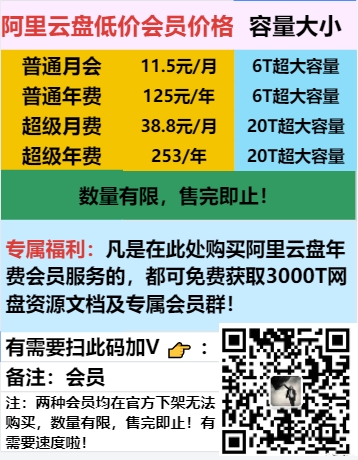 阿里云盘低价会员价格 容量大小
普通月会 11.5元/月 6T超大容量
普通年费 125元/年 6T超大容量
超级月费 38.8元/月 20T超大容量
超级年费 253/年 20T超大容量
数量有限，售完即止！
专属福利：凡是在此处购买阿里云盘年
费会员服务的，都可免费获取3000T网
盘资源文档及专属会员群！
有需要扫此码加V 👉 ：
备注：会员
注：两种会员均在官方下架无法
购买，数量有限，售完即止！有
需要速度啦！